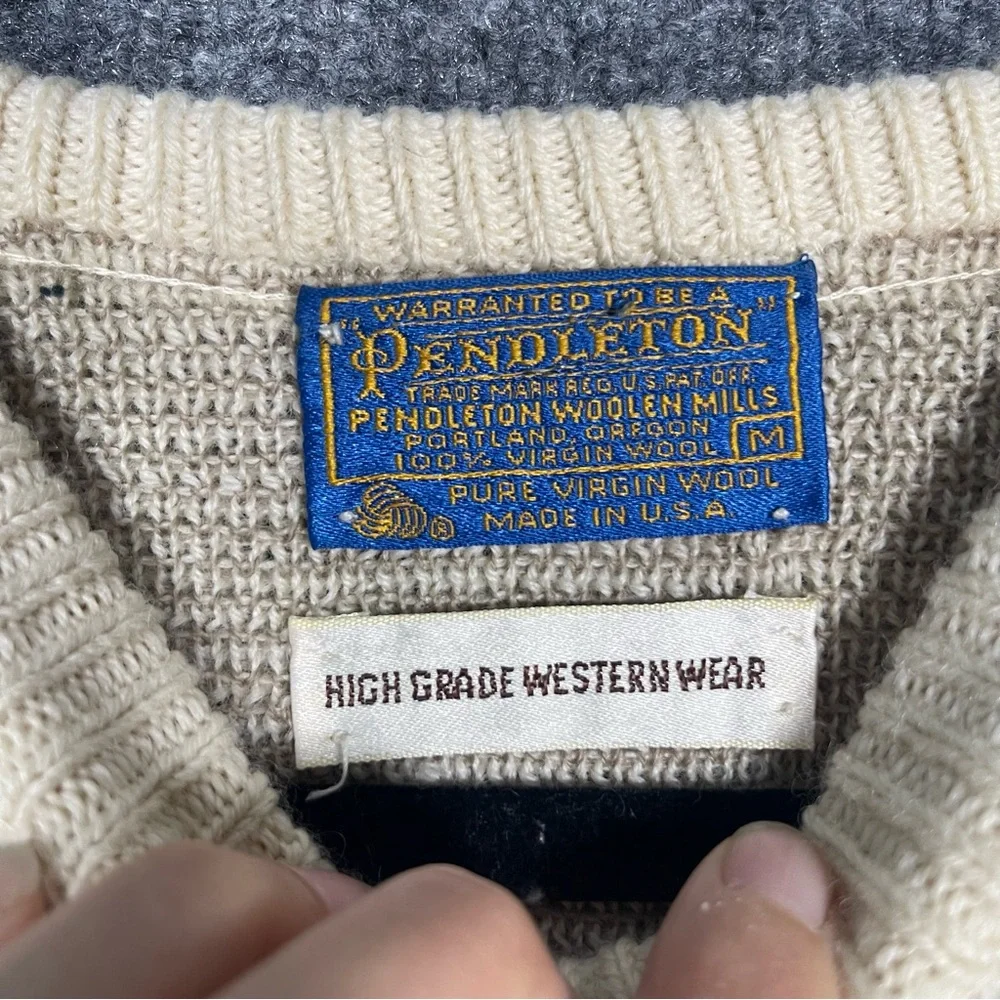 WARRANTED TO BE A
"PENDLETON"
TRADE MARK REG. U.S. PAT. OFF.
PENDLETON WOOLEN MILLS
PORTLAND, OREGON
100% VIRGIN WOOL M
PURE VIRGIN WOOL
® MADE IN U.S.A.
HIGH GRADE WESTERN WEAR